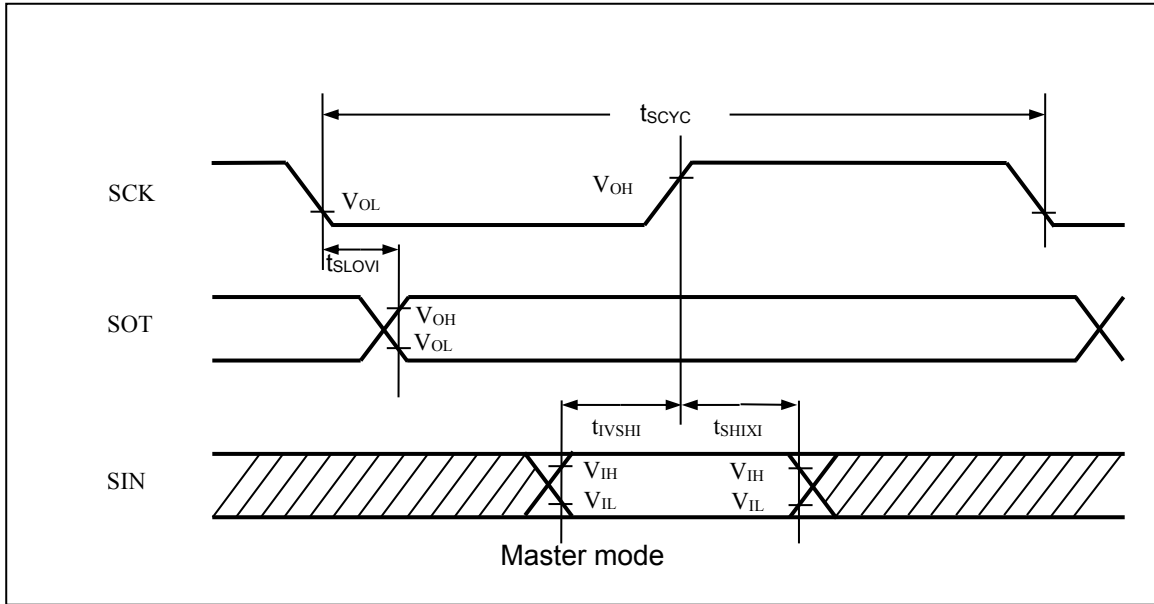 tSCYC
SCK
VOL
VOH
tSLOVI
SOT
VOH
VOL
tIVSHI
tSHIXI
SIN
VIH
VIH
VIL
VIL
Master mode